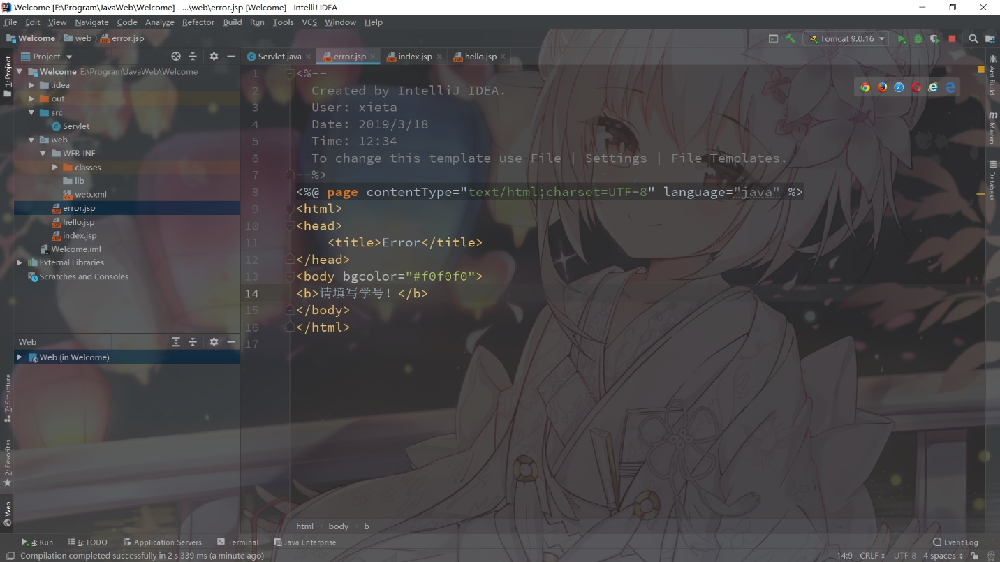 Welcome [E:\Program\JavaWeb\Welcome] - ...\web\error.jsp [Welcome] - IntelliJ IDEA
File Edit View Navigate Code Analyze Refactor Build Run Tools VCS Window Help
Welcome web error.jsp
Tomcat 9.0.16
Project
Servlet.java error.jsp index.jsp hello.jsp
1: Project
Welcome E:\Program\JavaWeb\Welcome
.idea
out
src
Servlet
web
WEB-INF
classes
lib
web.xml
error.jsp
hello.jsp
index.jsp
Welcome.iml
External Libraries
Scratches and Consoles
Web
Web (in Welcome)
Z: Structure
2: Favorites
Web
1 <%--
2 Created by IntelliJ IDEA.
3 User: xieta
4 Date: 2019/3/18
5 Time: 12:34
6 To change this template use File | Settings | File Templates.
7 --%>
8 <%@ page contentType="text/html;charset=UTF-8" language="java" %>
9 <html>
10 <head>
11 <title>Error</title>
12 </head>
13 <body bgcolor="#f0f0f0">
14 <b>请填写学号！</b>
15 </body>
16 </html>
17
Ant Build
Maven
Database
html body b
4: Run 6: TODO Application Servers Terminal Java Enterprise Event Log
Compilation completed successfully in 2 s 339 ms (a minute ago) 14:9 CRLF UTF-8 4 spaces